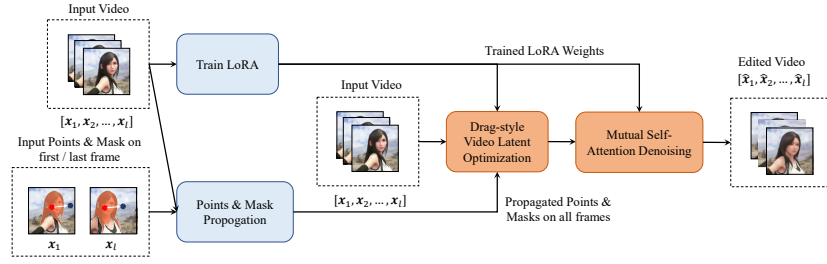 Input Video
[x₁, x₂, …, xₗ]
Train LoRA
Trained LoRA Weights
Input Points & Mask on
first / last frame
x₁
xₗ
Points & Mask
Propogation
Input Video
[x₁, x₂, …, xₗ]
Drag-style
Video Latent
Optimization
Propagated Points &
Masks on all frames
Mutual Self-
Attention Denoising
Edited Video
[x̂₁, x̂₂, …, x̂ₗ]